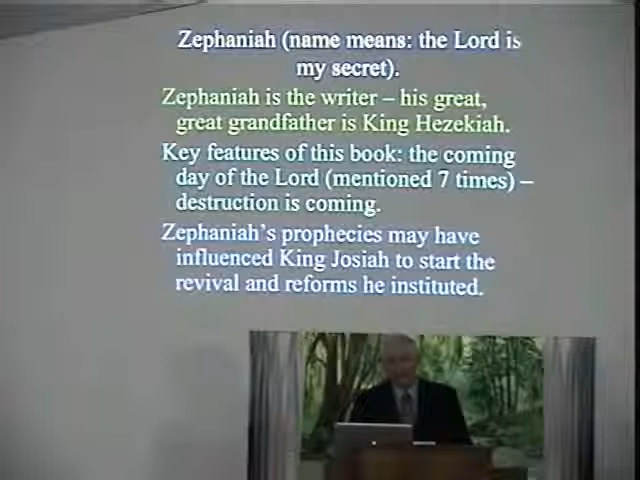 Zephaniah (name means: the Lord is
my secret).
Zephaniah is the writer – his great,
great grandfather is King Hezekiah.
Key features of this book: the coming
day of the Lord (mentioned 7 times) –
destruction is coming.
Zephaniah's prophecies may have
influenced King Josiah to start the
revival and reforms he instituted.